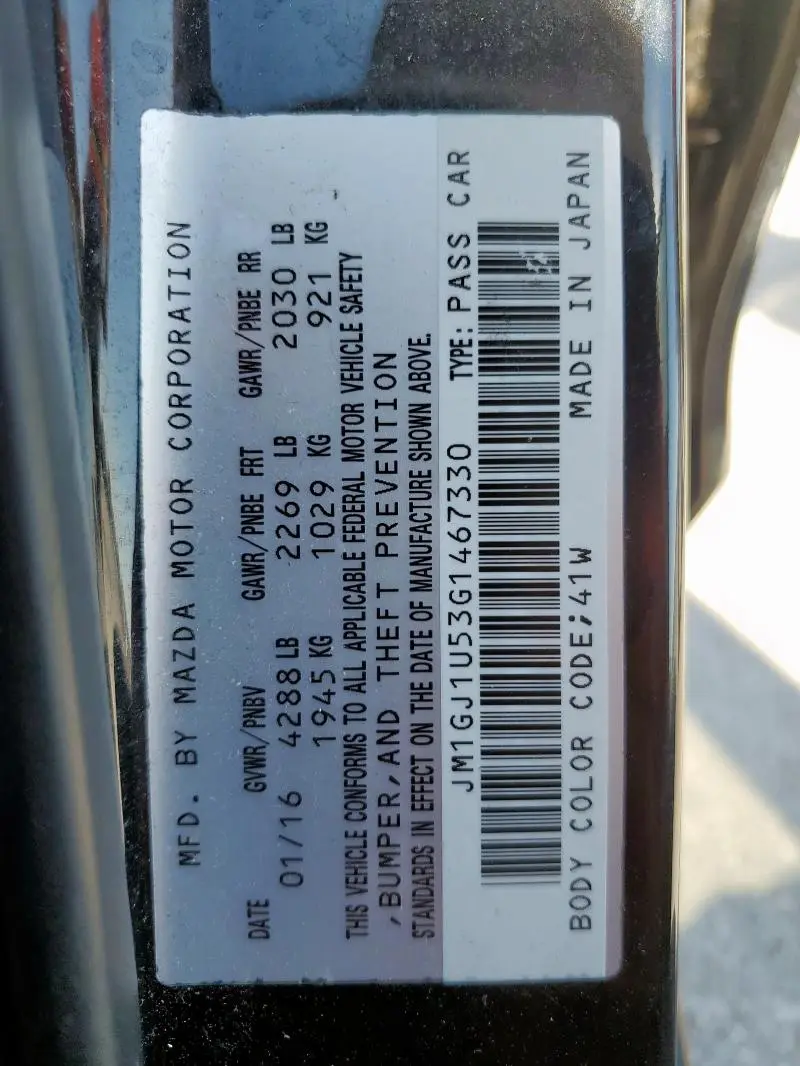 MFD. BY MAZDA MOTOR CORPORATION
DATE GVWR/PNBV GAWR/PNBE FRT GAWR/PNBE RR
01/16 4288 LB 2269 LB 2030 LB
1945 KG 1029 KG 921 KG
THIS VEHICLE CONFORMS TO ALL APPLICABLE FEDERAL MOTOR VEHICLE SAFETY
,BUMPER,AND THEFT PREVENTION
STANDARDS IN EFFECT ON THE DATE OF MANUFACTURE SHOWN ABOVE.
JM1GJ1U53G1467330 TYPE: PASS CAR
BODY COLOR CODE;41W MADE IN JAPAN